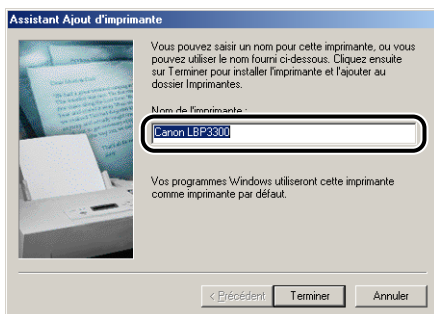 Assistant Ajout d'imprimante
Vous pouvez saisir un nom pour cette imprimante, ou vous
pouvez utiliser le nom fourni ci-dessous. Cliquez ensuite
sur Terminer pour installer l'imprimante et l'ajouter au
dossier Imprimantes.
Nom de l'imprimante :
Canon LBP3300
Vos programmes Windows utiliseront cette imprimante
comme imprimante par défaut.
< Précédent
Terminer
Annuler